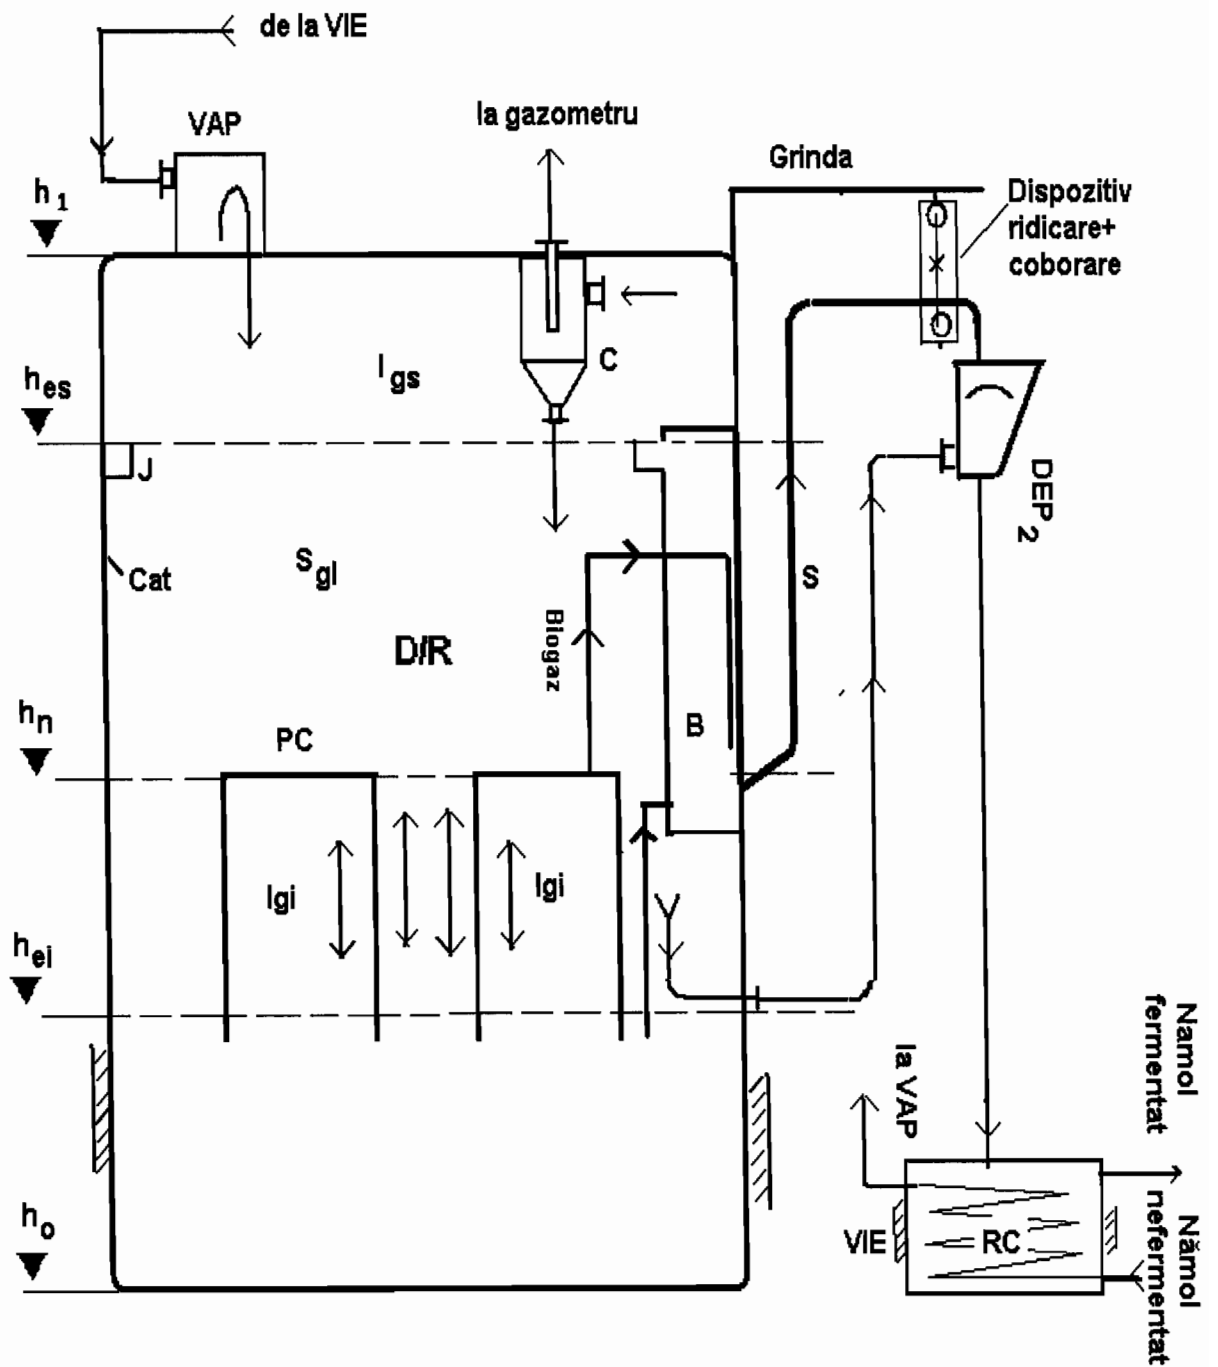 de la VIE
VAP
la gazometru
Grinda
h1
Dispozitiv
ridicare+
coborare
Igs
C
hes
J
DEP2
Cat
Sgl
S
Biogaz
D/R
hn
PC
B
Igi
Igi
hei
Namol
fermentat
la VAP
ho
VIE
RC
Nămol
nefermentat